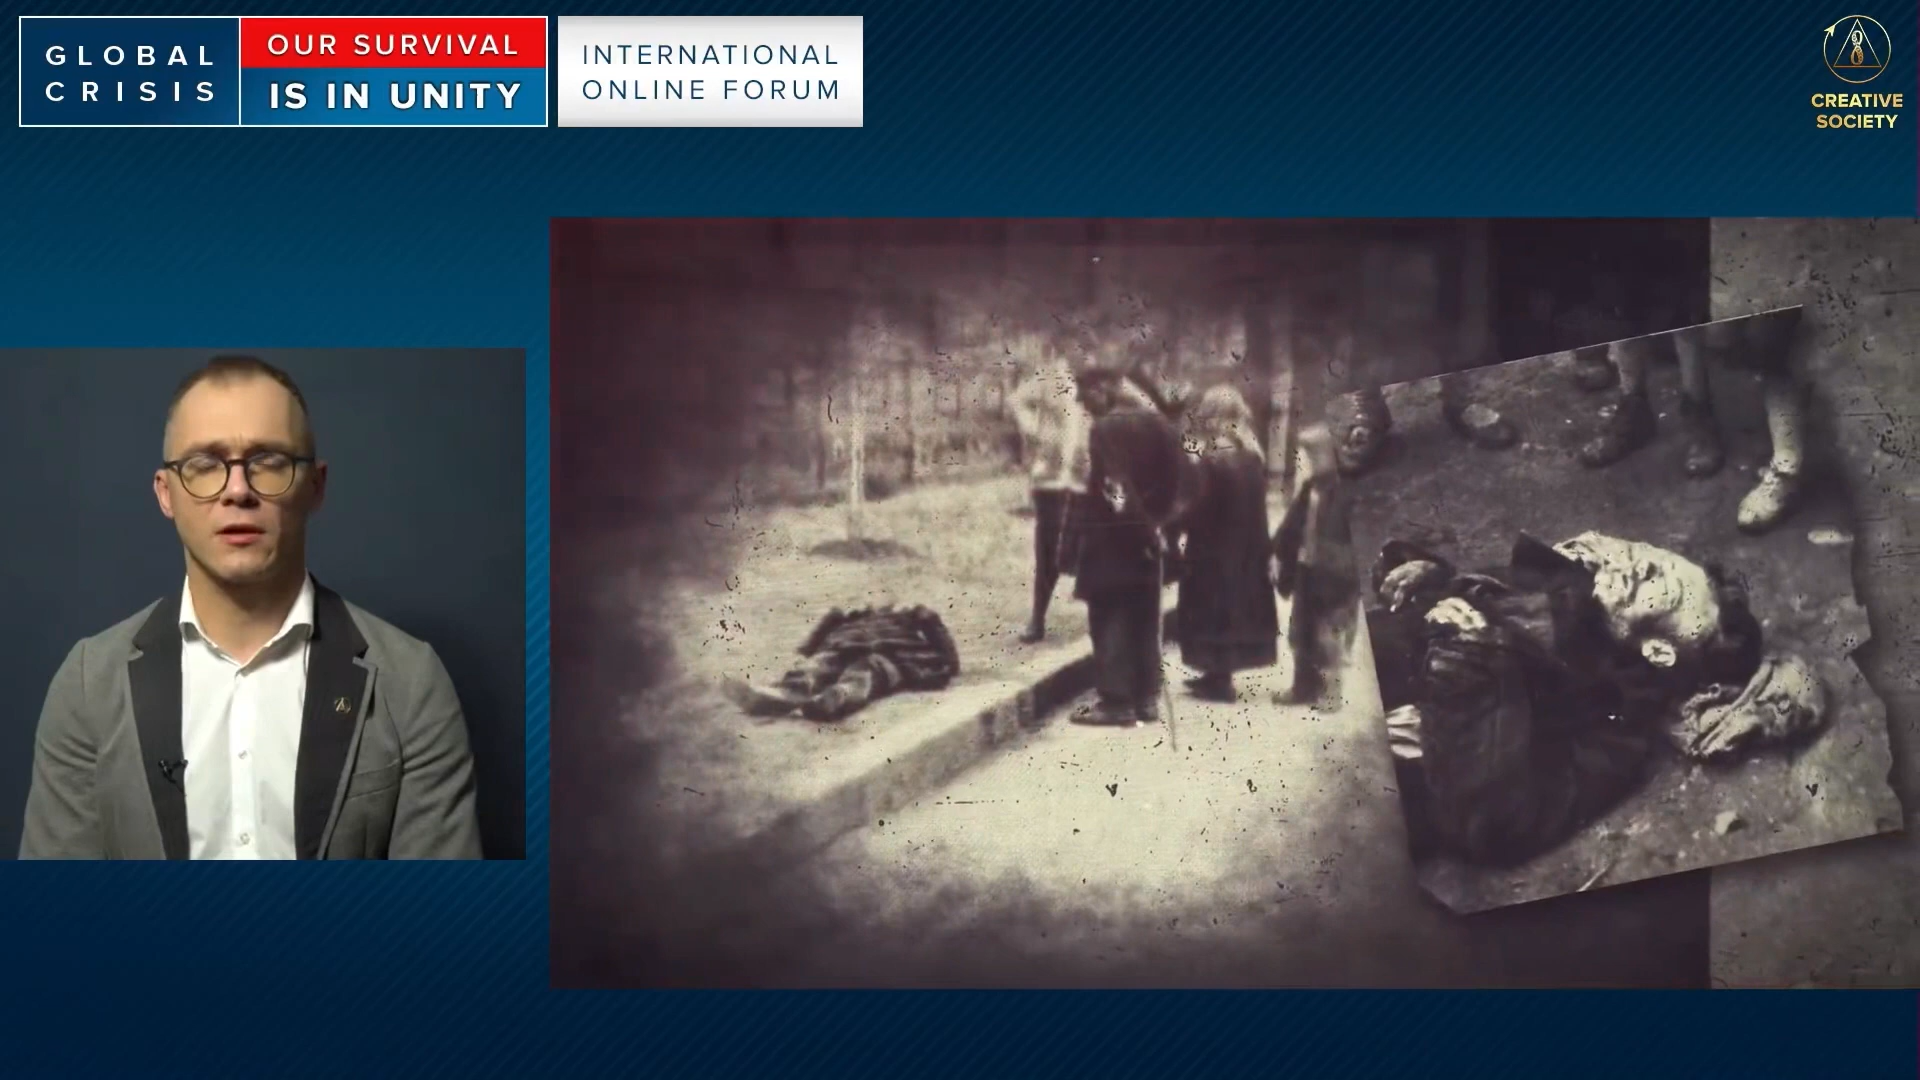 GLOBAL
CRISIS
OUR SURVIVAL
IS IN UNITY
INTERNATIONAL
ONLINE FORUM
CREATIVE
SOCIETY